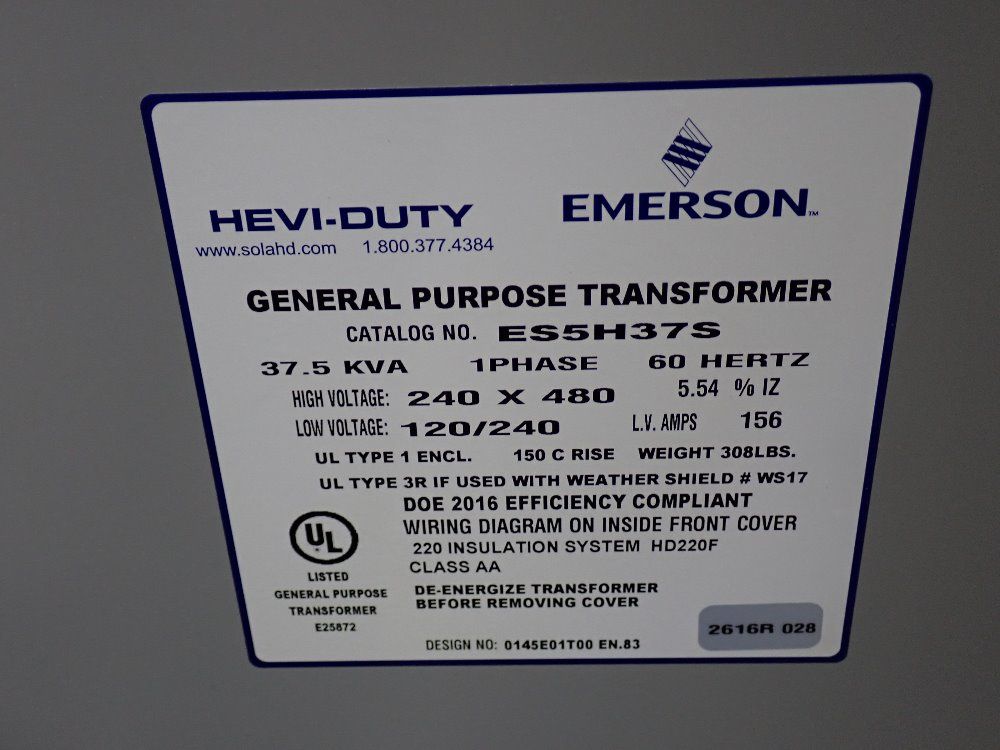 HEVI-DUTY
EMERSON™
www.solahd.com 1.800.377.4384
GENERAL PURPOSE TRANSFORMER
CATALOG NO. ES5H37S
37.5 KVA 1PHASE 60 HERTZ
HIGH VOLTAGE: 240 X 480 5.54 % IZ
LOW VOLTAGE: 120/240 L.V. AMPS 156
UL TYPE 1 ENCL. 150 C RISE WEIGHT 308LBS.
UL TYPE 3R IF USED WITH WEATHER SHIELD # WS17
DOE 2016 EFFICIENCY COMPLIANT
WIRING DIAGRAM ON INSIDE FRONT COVER
220 INSULATION SYSTEM HD220F
CLASS AA
DE-ENERGIZE TRANSFORMER
BEFORE REMOVING COVER
UL
LISTED
GENERAL PURPOSE
TRANSFORMER
E25872
2616R 028
DESIGN NO: 0145E01T00 EN.83